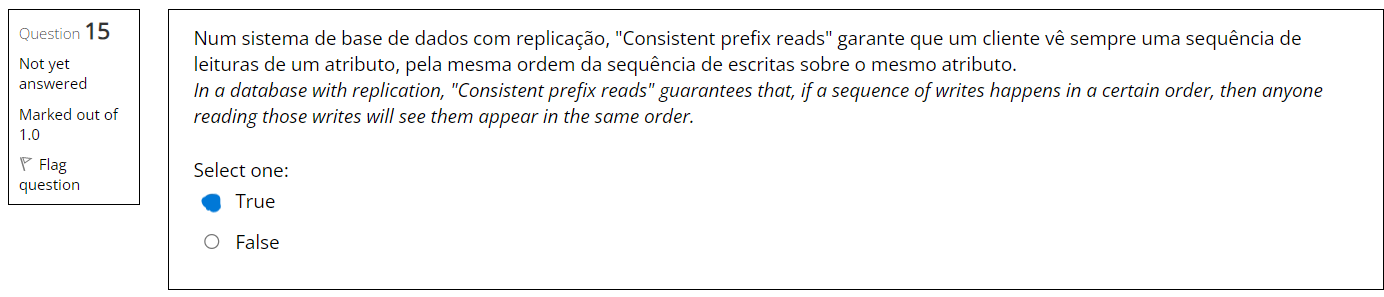 Question 15
Not yet
answered
Marked out of
1.0
Flag
question
Num sistema de base de dados com replicação, "Consistent prefix reads" garante que um cliente vê sempre uma sequência de
leituras de um atributo, pela mesma ordem da sequência de escritas sobre o mesmo atributo.
In a database with replication, "Consistent prefix reads" guarantees that, if a sequence of writes happens in a certain order, then anyone
reading those writes will see them appear in the same order.
Select one:
True
False